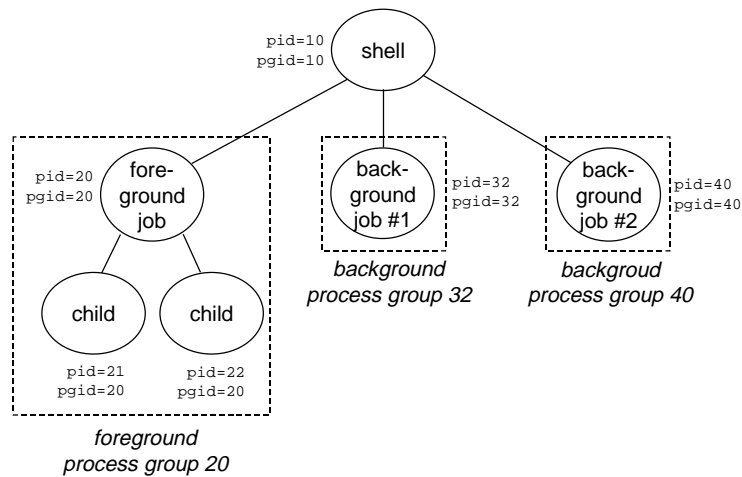 pid=10
pgid=10
shell
pid=20
pgid=20
fore-
ground
job
back-
ground
job #1
pid=32
pgid=32
back-
ground
job #2
pid=40
pgid=40
background
process group 32
backgroud
process group 40
child
child
pid=21
pgid=20
pid=22
pgid=20
foreground
process group 20